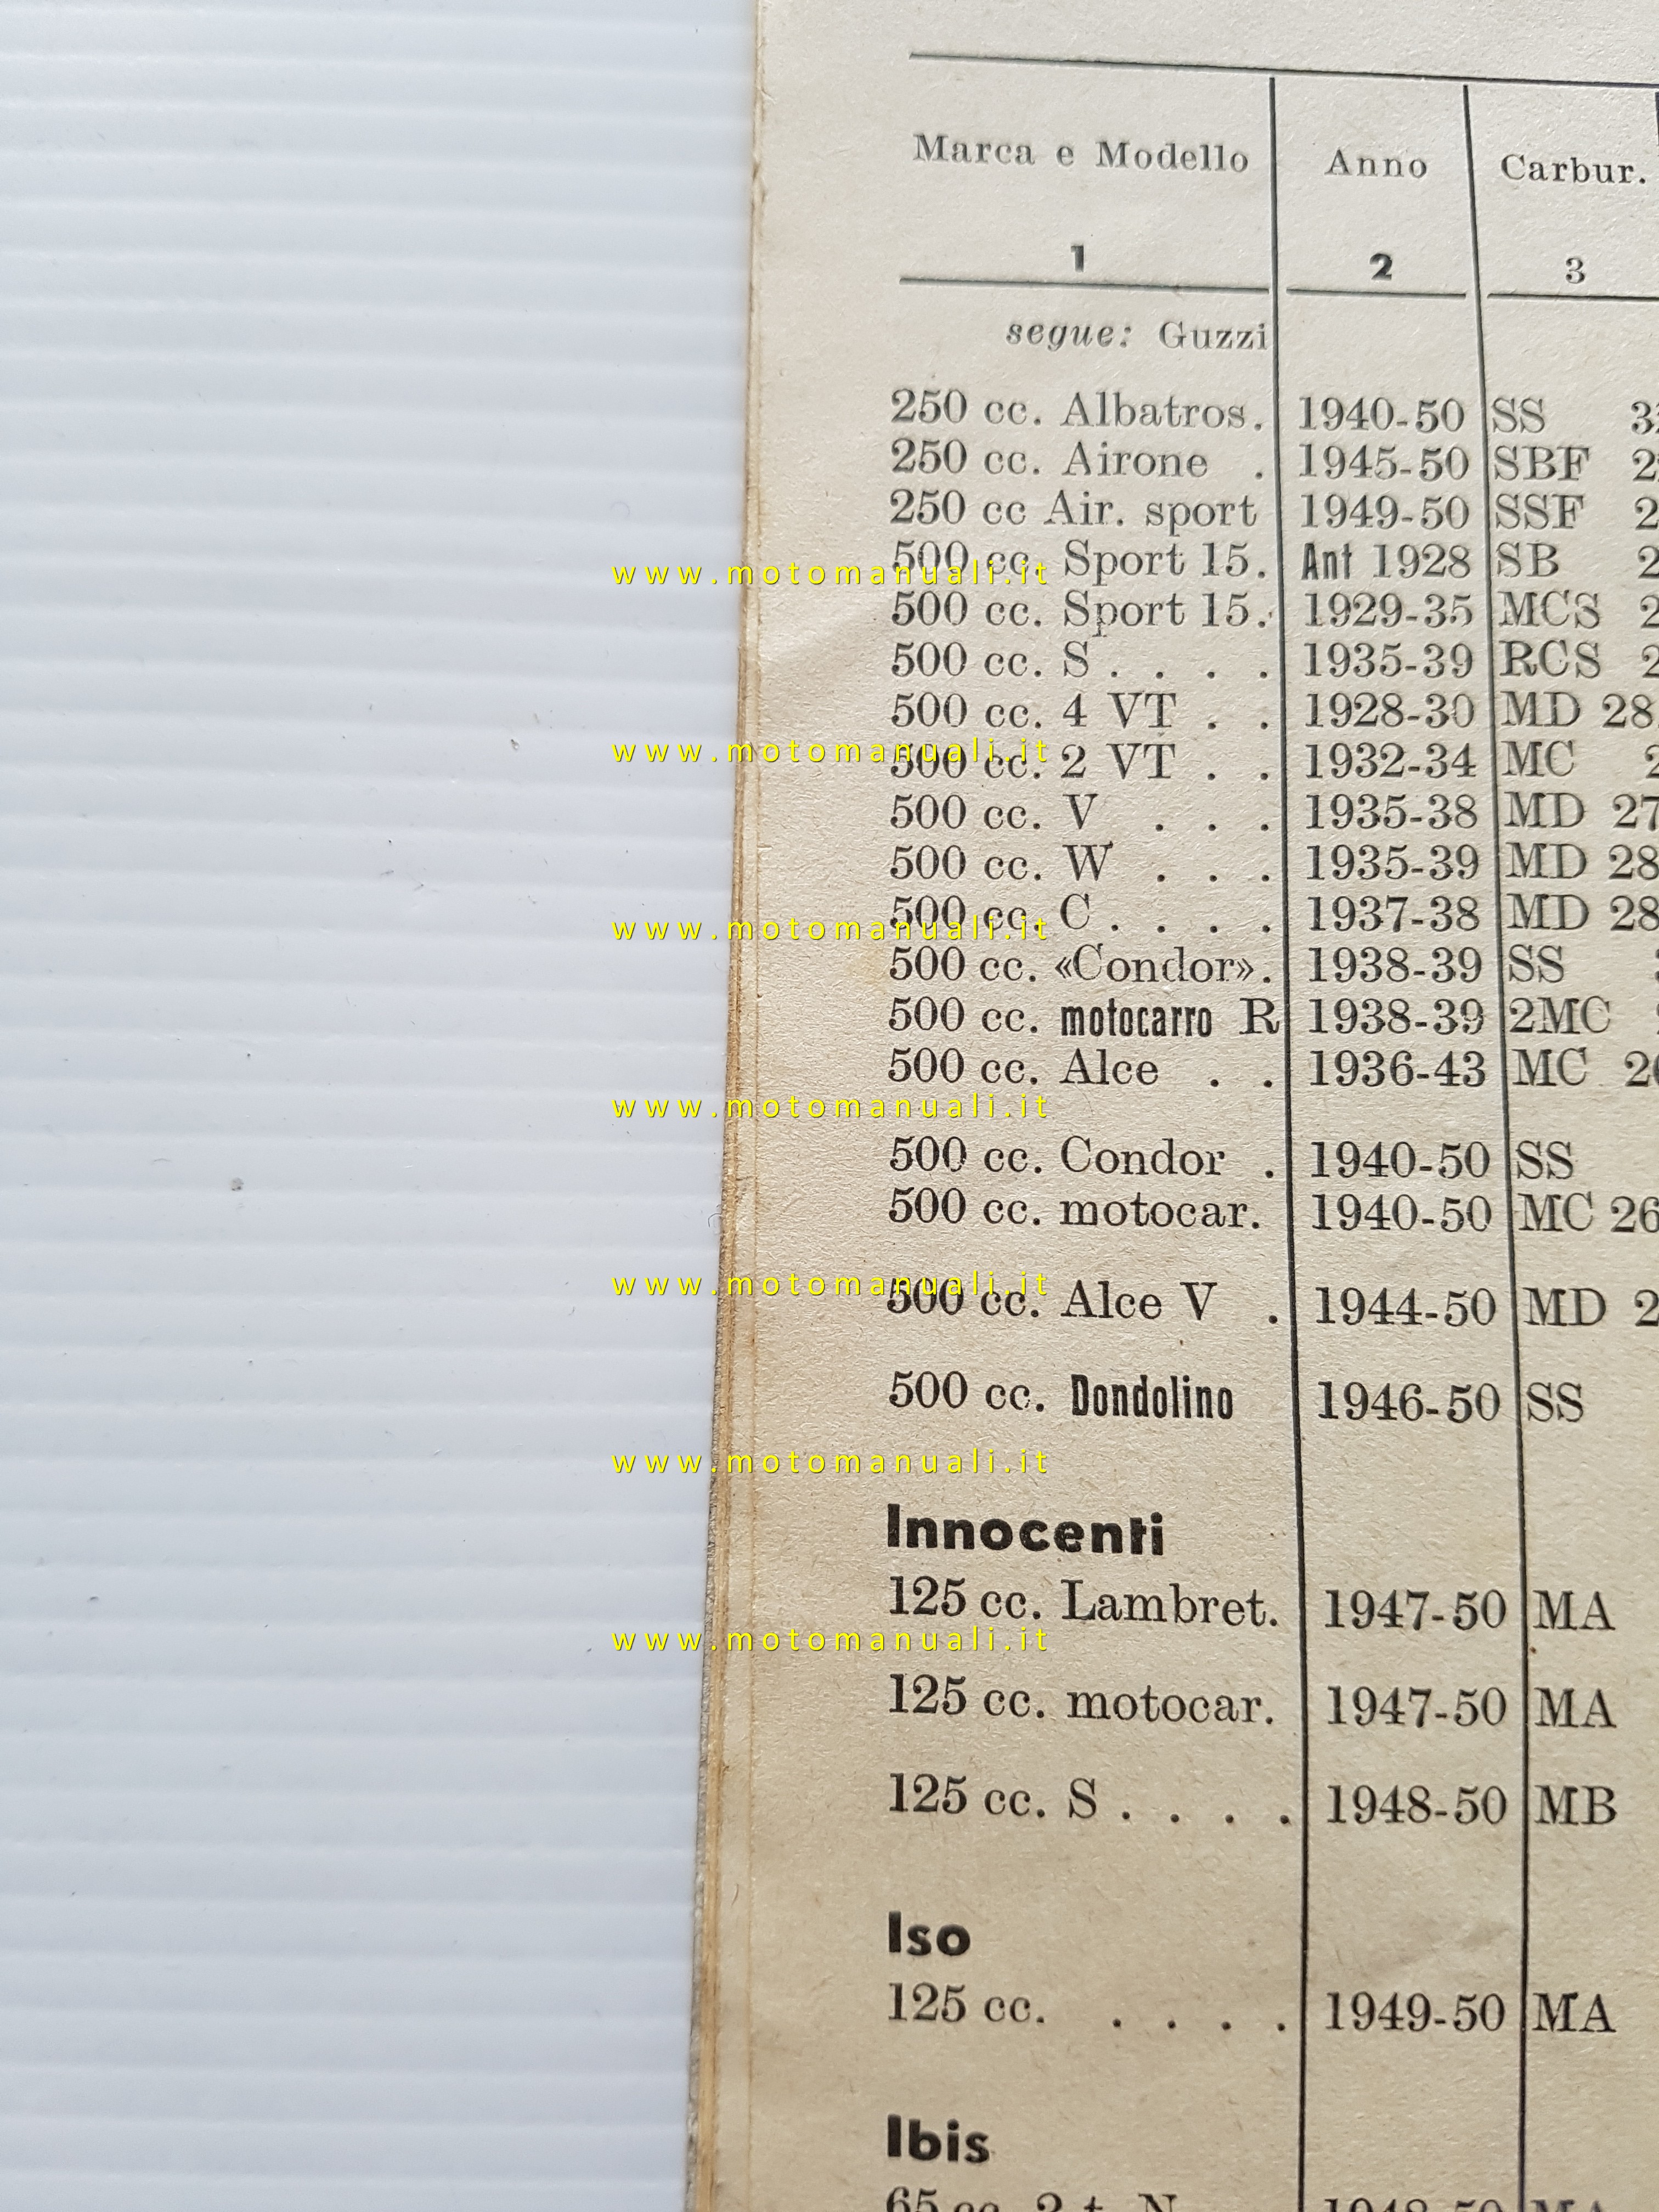 Marca e Modello Anno Carbur.
1 2 3
segue: Guzzi
250 cc. Albatros. 1940-50 SS
250 cc. Airone . 1945-50 SBF
250 cc Air. sport 1949-50 SSF
500 cc. Sport 15. Ant 1928 SB
www.motomanuali.it
500 cc. Sport 15. 1929-35 MCS
500 cc. S . . . . 1935-39 RCS
500 cc. 4 VT . . 1928-30 MD 28
www.motomanuali.it
500 cc. 2 VT . . 1932-34 MC
500 cc. V . . . 1935-38 MD 27
500 cc. W . . . 1935-39 MD 28
500 cc. C . . . . 1937-38 MD 28
www.motomanuali.it
500 cc. «Condor». 1938-39 SS
500 cc. motocarro R 1938-39 2MC
500 cc. Alce . . 1936-43 MC
www.motomanuali.it
500 cc. Condor . 1940-50 SS
500 cc. motocar. 1940-50 MC 26
www.motomanuali.it
500 cc. Alce V . 1944-50 MD 2
500 cc. Dondolino 1946-50 SS
www.motomanuali.it
Innocenti
125 cc. Lambret. 1947-50 MA
www.motomanuali.it
125 cc. motocar. 1947-50 MA
125 cc. S . . . . 1948-50 MB
Iso
125 cc. . . . . 1949-50 MA
Ibis